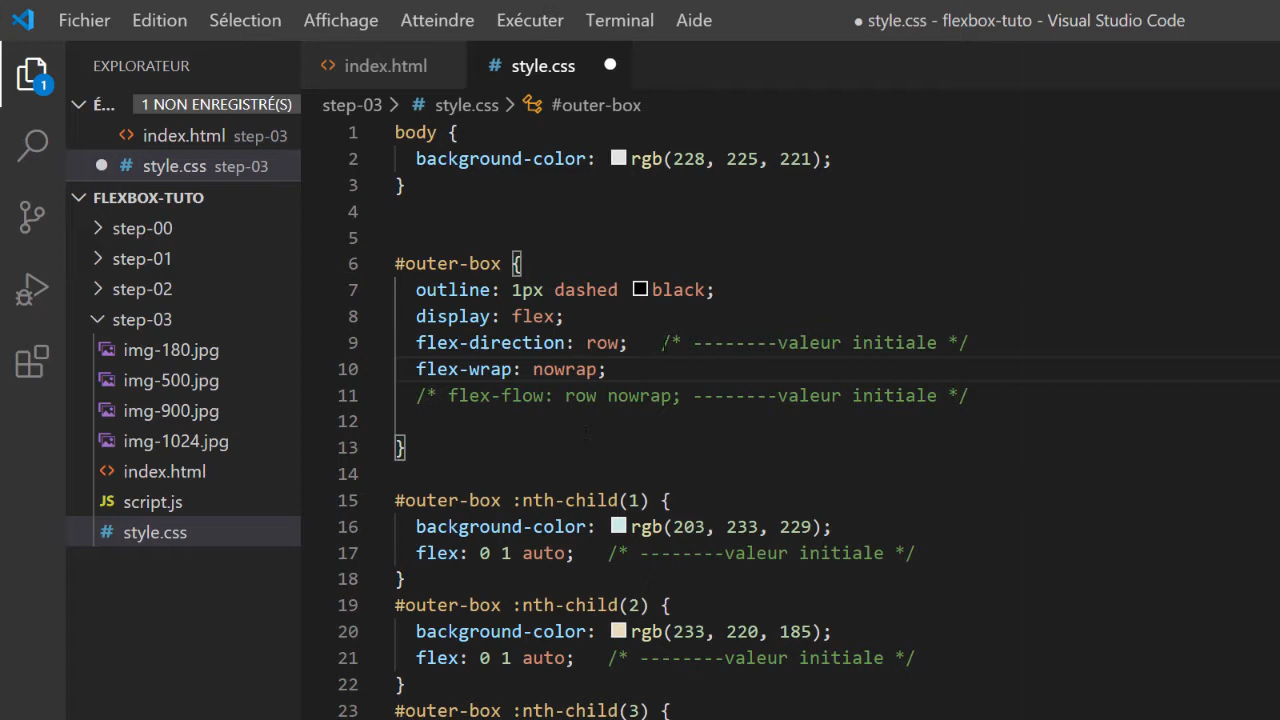 Fichier Edition Sélection Affichage Atteindre Exécuter Terminal Aide ● style.css - flexbox-tuto - Visual Studio Code
EXPLORATEUR
1
É... 1 NON ENREGISTRÉ(S)
index.html step-03
# style.css step-03
FLEXBOX-TUTO
step-00
step-01
step-02
step-03
img-180.jpg
img-500.jpg
img-900.jpg
img-1024.jpg
index.html
JS script.js
# style.css
index.html # style.css
step-03 > # style.css > #outer-box
1 body {
2 background-color: rgb(228, 225, 221);
3 }
4
5
6 #outer-box {
7 outline: 1px dashed black;
8 display: flex;
9 flex-direction: row; /* --------valeur initiale */
10 flex-wrap: nowrap;
11 /* flex-flow: row nowrap; --------valeur initiale */
12
13 }
14
15 #outer-box :nth-child(1) {
16 background-color: rgb(203, 233, 229);
17 flex: 0 1 auto; /* --------valeur initiale */
18 }
19 #outer-box :nth-child(2) {
20 background-color: rgb(233, 220, 185);
21 flex: 0 1 auto; /* --------valeur initiale */
22 }
23 #outer-box :nth-child(3) {